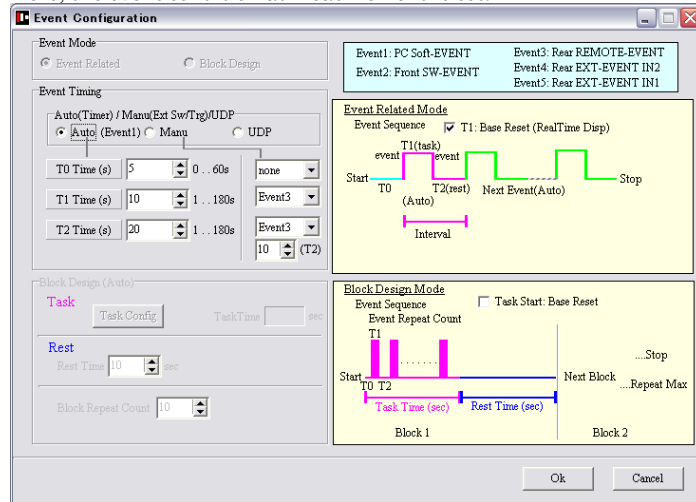 Event Configuration
Event Mode
Event Related
Block Design
Event1: PC Soft-EVENT
Event3: Rear REMOTE-EVENT
Event2: Front SW-EVENT
Event4: Rear EXT-EVENT IN2
Event5: Rear EXT-EVENT IN1
Event Timing
Auto(Timer) / Manu(Ext Sw/Trg)/UDP
Auto (Event1)
Manu
UDP
T0 Time (s)
5
0 . . 60s
none
T1 Time (s)
10
1 . . 180s
Event3
T2 Time (s)
20
1 . . 180s
Event3
10
(T2)
Event Related Mode
Event Sequence
T1: Base Reset (RealTime Disp)
T1(task)
event
event
Start
T0
T2(rest)
Next Event(Auto)
Stop
(Auto)
Interval
Block Design (Auto)
Task
Task Config
TaskTime
sec
Rest
Rest Time
10
sec
Block Repeat Count
10
Block Design Mode
Event Sequence
Task Start: Base Reset
Event Repeat Count
T1
Start
T0 T2
Next Block
....Stop
....Repeat Max
Task Time (sec)
Rest Time (sec)
Block 1
Block 2
Ok
Cancel